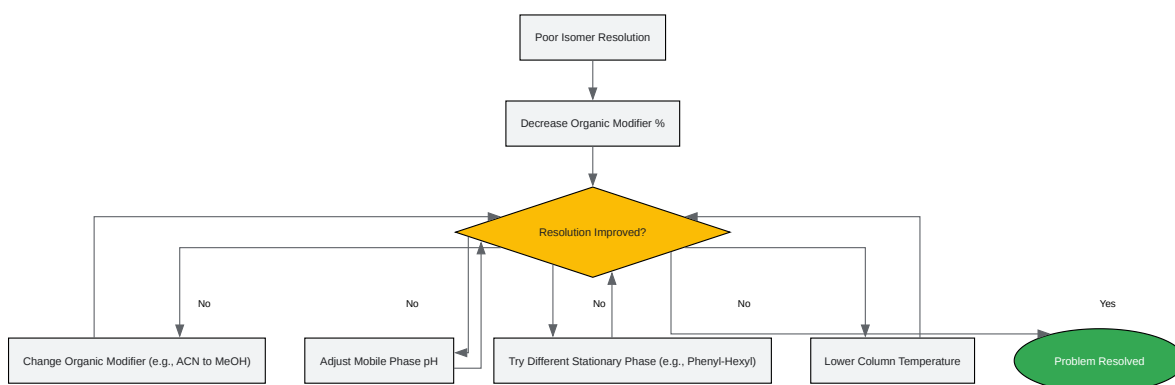 Poor Isomer Resolution
Decrease Organic Modifier %
Resolution Improved?
No
No
No
No
Yes
Change Organic Modifier (e.g., ACN to MeOH)
Adjust Mobile Phase pH
Try Different Stationary Phase (e.g., Phenyl-Hexyl)
Lower Column Temperature
Problem Resolved